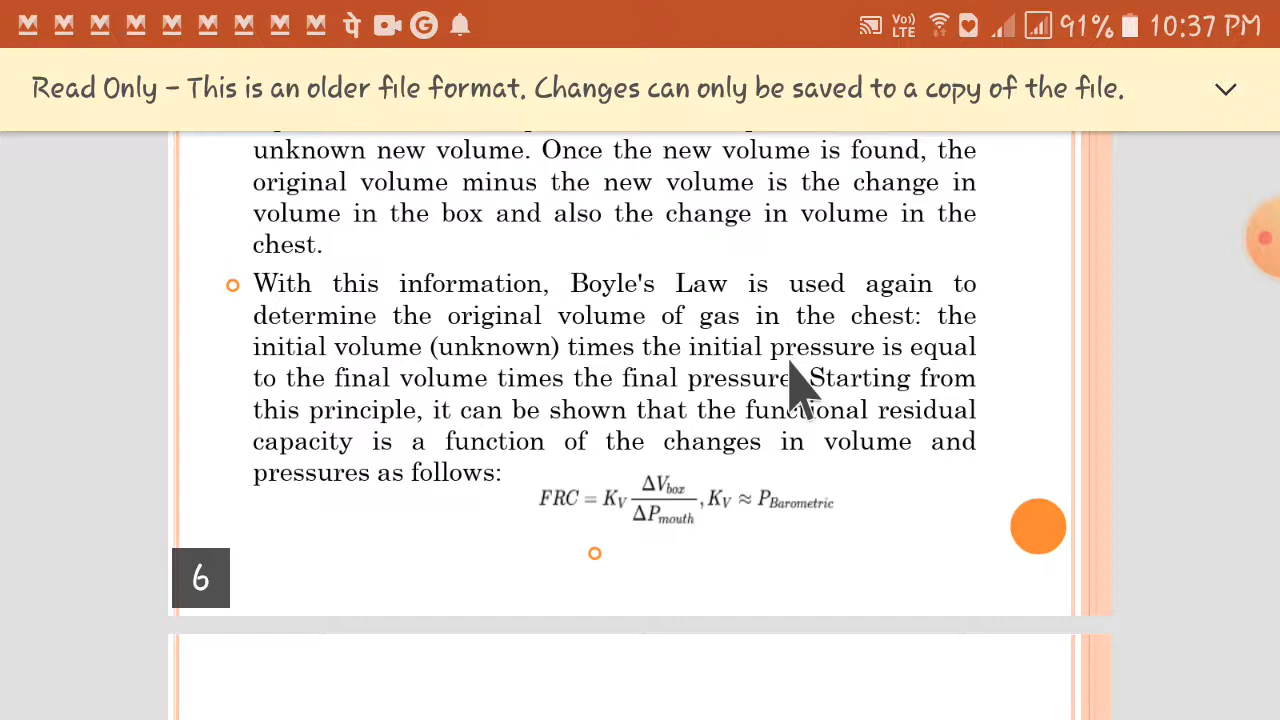 पे G Vo)) LTE 91% 10:37 PM
Read Only – This is an older file format. Changes can only be saved to a copy of the file.
unknown new volume. Once the new volume is found, the
original volume minus the new volume is the change in
volume in the box and also the change in volume in the
chest.
With this information, Boyle's Law is used again to
determine the original volume of gas in the chest: the
initial volume (unknown) times the initial pressure is equal
to the final volume times the final pressure. Starting from
this principle, it can be shown that the functional residual
capacity is a function of the changes in volume and
pressures as follows:
FRC = K_V ΔV_box / ΔP_mouth , K_V ≈ P_Barometric
6